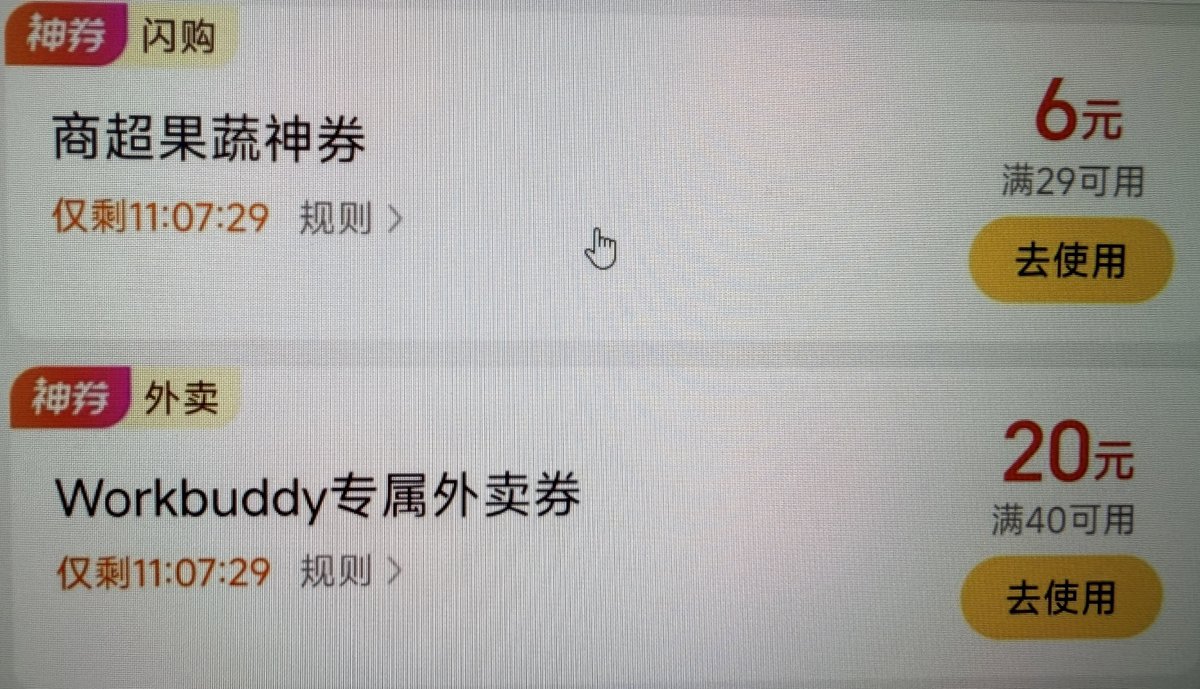 神券 闪购
商超果蔬神券
6元
仅剩11:07:29 规则 >
满29可用
去使用
神券 外卖
Workbuddy专属外卖券
20元
仅剩11:07:29 规则 >
满40可用
去使用